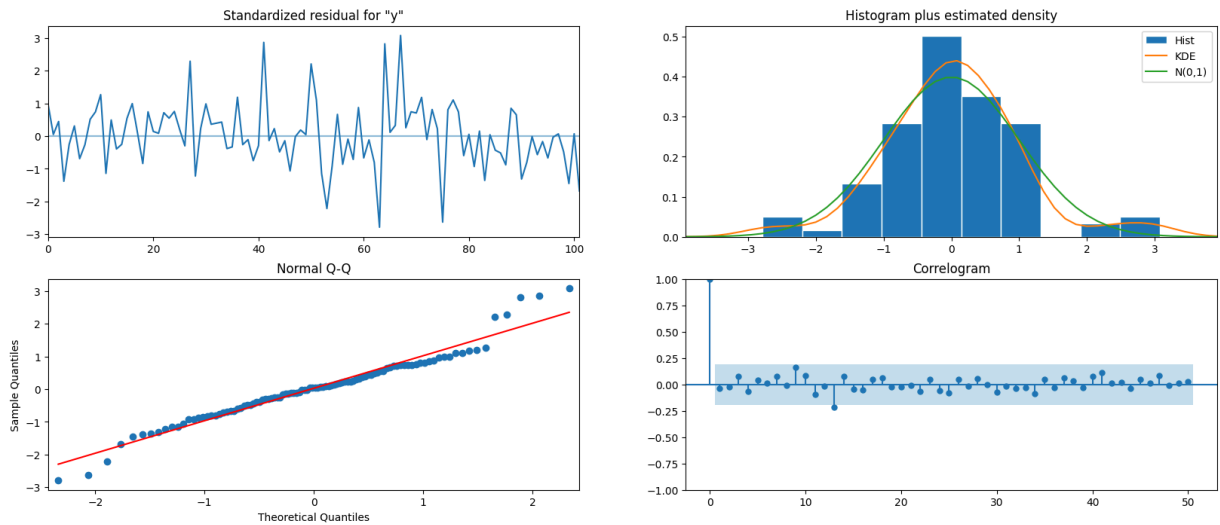 Standardized residual for "y"
3
2
1
0
−1
−2
−3
0 20 40 60 80 100
Histogram plus estimated density
Hist
KDE
N(0,1)
0.5
0.4
0.3
0.2
0.1
0.0
−3 −2 −1 0 1 2 3
Normal Q-Q
Sample Quantiles
3
2
1
0
−1
−2
−3
−2 −1 0 1 2
Theoretical Quantiles
Correlogram
1.00
0.75
0.50
0.25
0.00
−0.25
−0.50
−0.75
−1.00
0 10 20 30 40 50